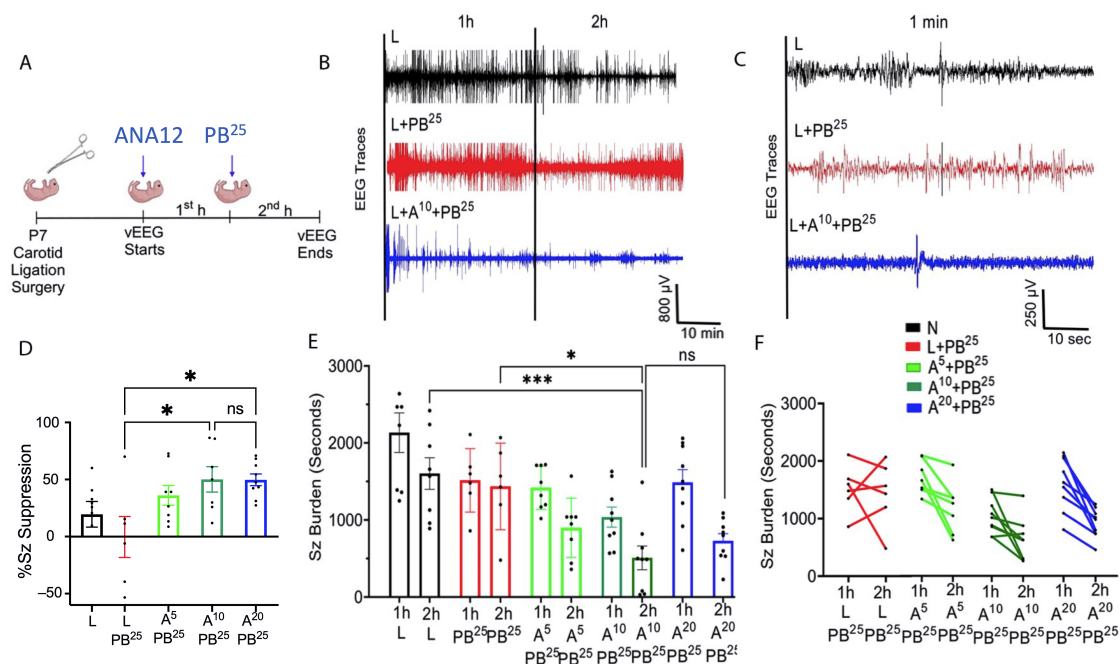 A
ANA12 PB²⁵
1ˢᵗ h 2ⁿᵈ h
P7
Carotid
Ligation
Surgery
vEEG
Starts
vEEG
Ends
B
1h 2h
EEG Traces
L
L+PB²⁵
L+A¹⁰+PB²⁵
800 µV
10 min
C
1 min
EEG Traces
L
L+PB²⁵
L+A¹⁰+PB²⁵
250 µV
10 sec
D
%Sz Suppression
100
50
0
−50
*
* ns
L L A⁵ A¹⁰ A²⁰
PB²⁵ PB²⁵ PB²⁵ PB²⁵
E
Sz Burden (Seconds)
3000
2000
1000
0
* ns
***
1h 2h 1h 2h 1h 2h 1h 2h 1h 2h
L L PB²⁵ PB²⁵ A⁵ A⁵ A¹⁰ A¹⁰ A²⁰ A²⁰
PB²⁵ PB²⁵ PB²⁵ PB²⁵ PB²⁵ PB²⁵
N
L+PB²⁵
A⁵+PB²⁵
A¹⁰+PB²⁵
A²⁰+PB²⁵
F
Sz Burden (Seconds)
3000
2000
1000
0
1h 2h 1h 2h 1h 2h 1h 2h
L L A⁵ A⁵ A¹⁰ A¹⁰ A²⁰ A²⁰
PB²⁵ PB²⁵ PB²⁵ PB²⁵ PB²⁵ PB²⁵ PB²⁵ PB²⁵